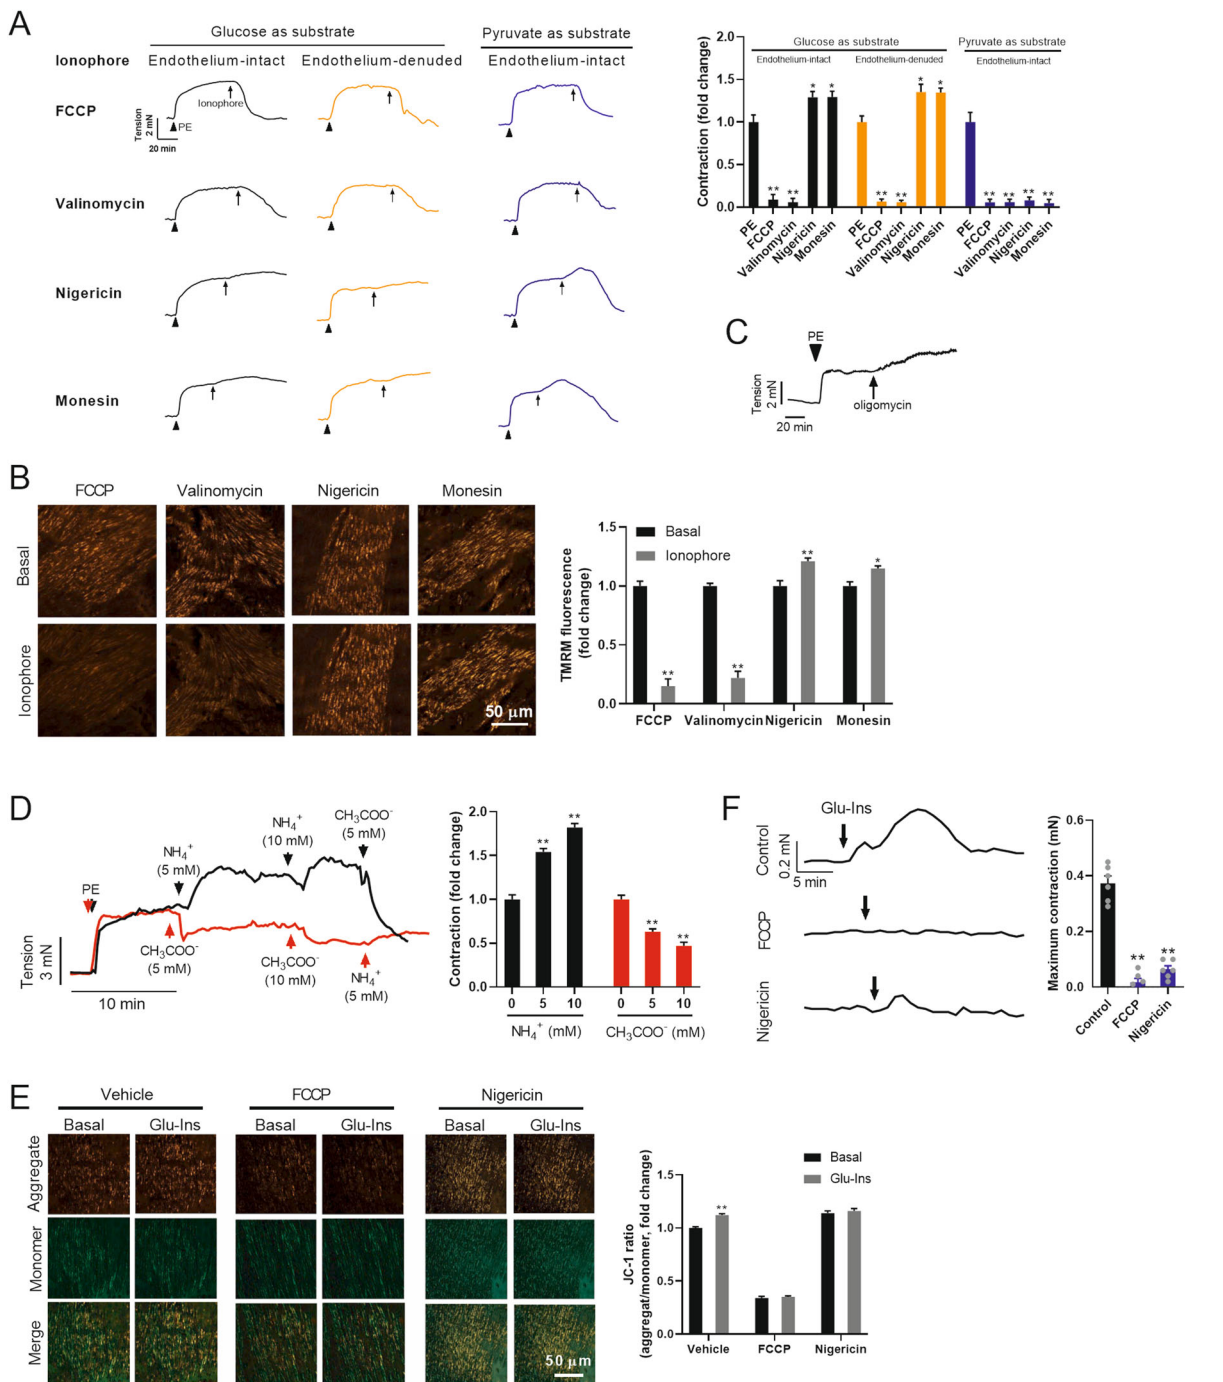 A
Glucose as substrate
Pyruvate as substrate
Ionophore
Endothelium-intact
Endothelium-denuded
Endothelium-intact
FCCP
Ionophore
Tension
2 mN
PE
20 min
Valinomycin
Nigericin
Monesin
Contraction (fold change)
2.0
1.5
1.0
0.5
0.0
Glucose as substrate
Pyruvate as substrate
Endothelium-intact
Endothelium-denuded
Endothelium-intact
* *
* *
* *
* *
* *
* *
* *
* *
* *
* *
PE
FCCP
Valinomycin
Nigericin
Monesin
PE
FCCP
Valinomycin
Nigericin
Monesin
PE
FCCP
Valinomycin
Nigericin
Monesin
C
PE
Tension
2 mN
oligomycin
20 min
B
FCCP
Valinomycin
Nigericin
Monesin
Basal
Ionophore
50 μm
TMRM fluorescence
(fold change)
1.5
1.0
0.5
0.0
Basal
Ionophore
**
**
**
*
FCCP
Valinomycin
Nigericin
Monesin
D
PE
NH4+
(5 mM)
NH4+
(10 mM)
CH3COO−
(5 mM)
Tension
3 mN
CH3COO−
(5 mM)
CH3COO−
(10 mM)
NH4+
(5 mM)
10 min
Contraction (fold change)
2.0
1.5
1.0
0.5
0.0
**
**
**
**
0 5 10 0 5 10
NH4+ (mM)
CH3COO− (mM)
F
Glu-Ins
Control
0.2 mN
5 min
FCCP
Nigericin
Maximum contraction (mN)
0.6
0.4
0.2
0.0
**
**
Control
FCCP
Nigericin
E
Vehicle
FCCP
Nigericin
Basal
Glu-Ins
Basal
Glu-Ins
Basal
Glu-Ins
Aggregate
Monomer
Merge
50 μm
JC-1 ratio
(aggregat/monomer, fold change)
1.5
1.0
0.5
0.0
Basal
Glu-Ins
**
Vehicle
FCCP
Nigericin